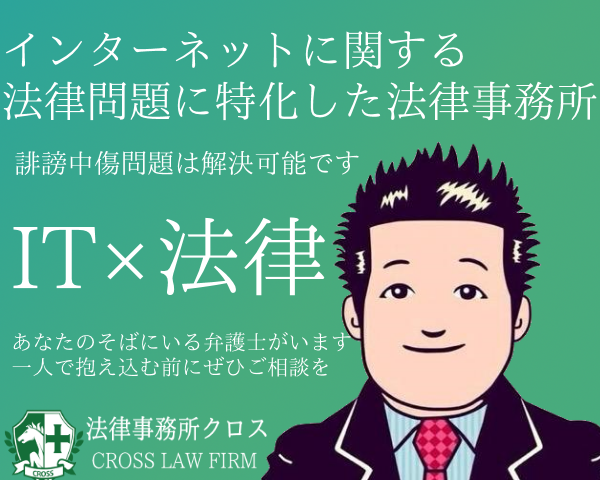 インターネットに関する
法律問題に特化した法律事務所
誹謗中傷問題は解決可能です
IT×法律
あなたのそばにいる弁護士がいます
一人で抱え込む前にぜひご相談を
法律事務所クロス
CROSS LAW FIRM
CROSS